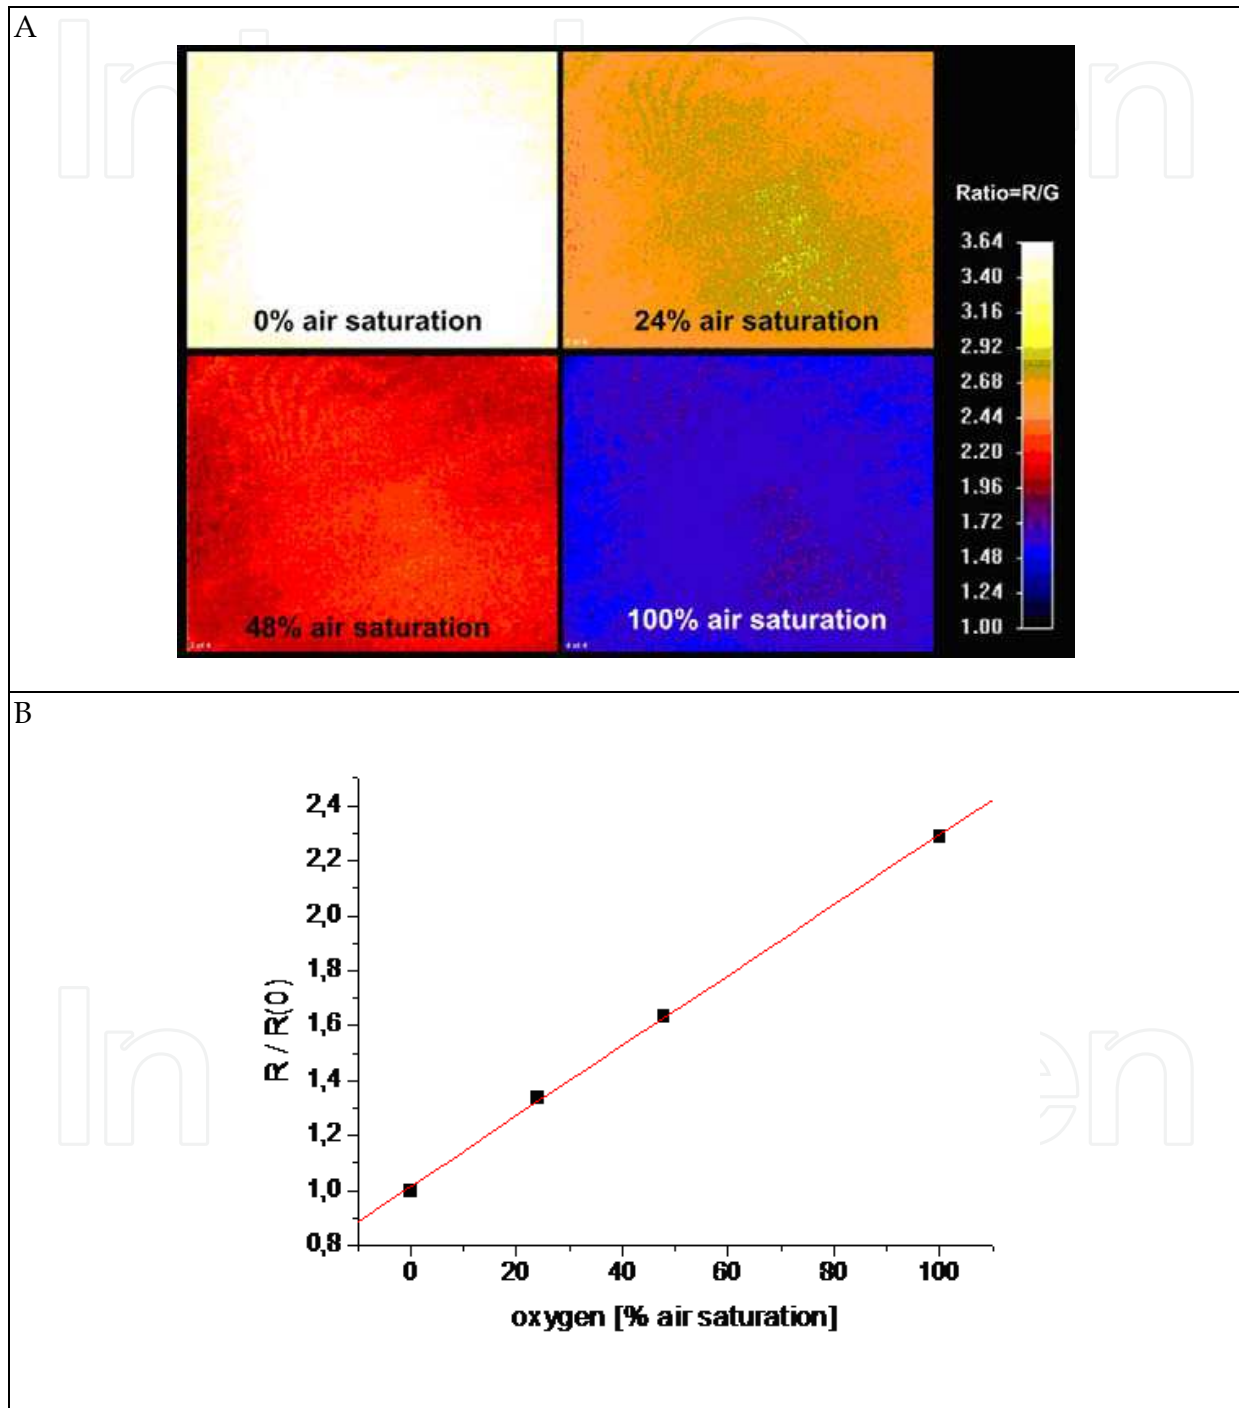 A
0% air saturation
24% air saturation
48% air saturation
100% air saturation
Ratio=R/G
3.64
3.40
3.16
2.92
2.68
2.44
2.20
1.96
1.72
1.48
1.24
1.00
B
2,4
2,2
2,0
1,8
1,6
1,4
1,2
1,0
0,8
R / R(0)
0 20 40 60 80 100
oxygen [% air saturation]